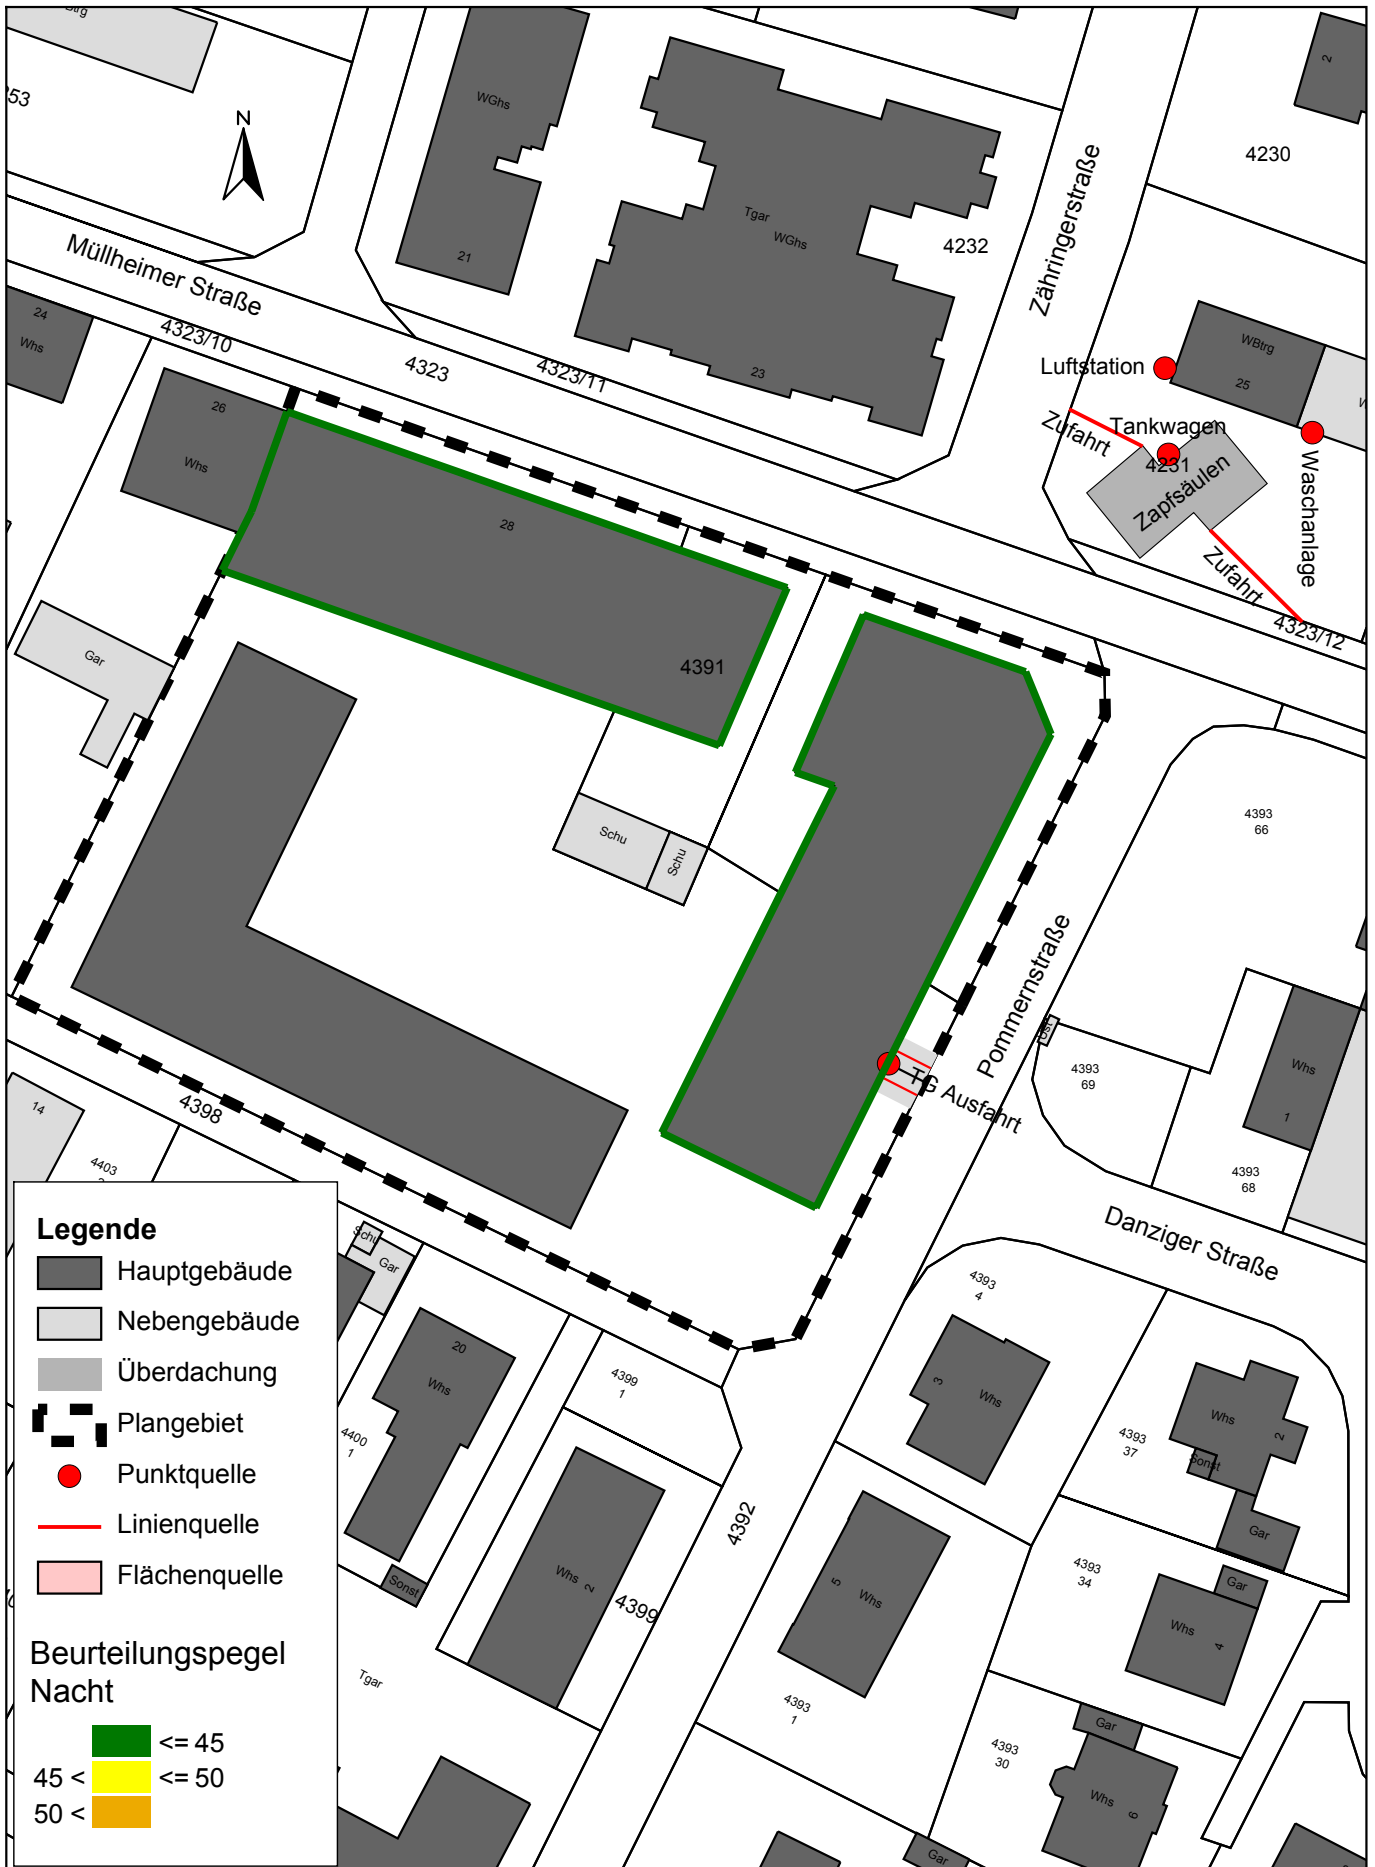 WGhs
2
N
4230
Tgar
WGhs
4232
Zähringerstraße
Müllheimer Straße
21
24
Whs
4323/10
4323
4323/11
23
Luftstation
WBtrg
25
26
Whs
Zufahrt
Tankwagen
4231
Zapfsäulen
Waschanlage
Zufahrt
4323/12
28
4391
Gar
Schu
Schu
4393
66
Pommernstraße
TG Ausfahrt
4393
69
Whs
1
4393
68
14
4398
4403
Danziger Straße
Schu
Gar
4393
4
20
Whs
4399
1
3
Whs
Whs
2
4393
37
Sonst
Gar
4400
1
4392
Whs
2
Sonst
4399
5
Whs
4393
34
Gar
Whs
4
Tgar
4393
1
4393
30
Gar
Whs
6
Gar
Legende
Hauptgebäude
Nebengebäude
Überdachung
Plangebiet
Punktquelle
Linienquelle
Flächenquelle
Beurteilungspegel
Nacht
<= 45
45 < <= 50
50 <